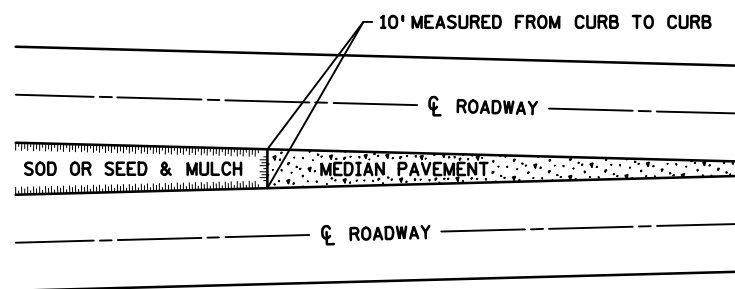 10' MEASURED FROM CURB TO CURB
℄ ROADWAY
SOD OR SEED & MULCH
MEDIAN PAVEMENT
℄ ROADWAY